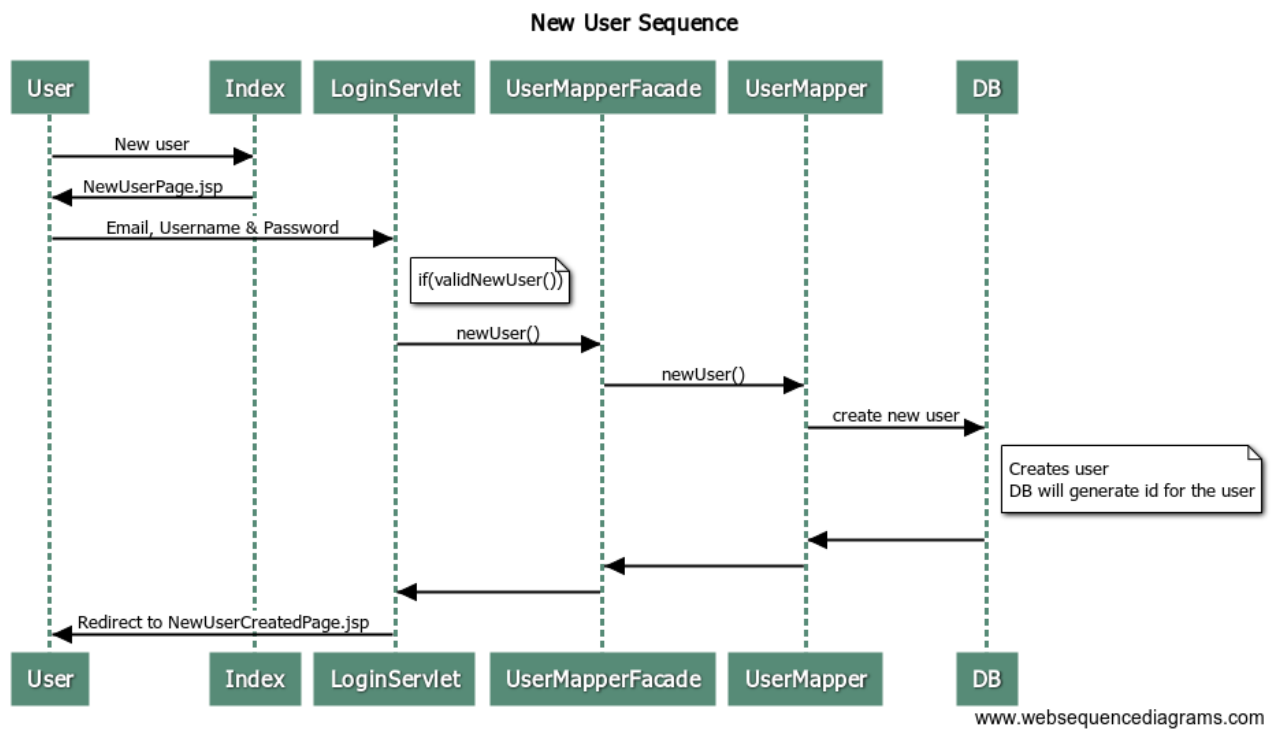 New User Sequence
User
Index
LoginServlet
UserMapperFacade
UserMapper
DB
New user
NewUserPage.jsp
Email, Username & Password
if(validNewUser())
newUser()
newUser()
create new user
Creates user
DB will generate id for the user
Redirect to NewUserCreatedPage.jsp
User
Index
LoginServlet
UserMapperFacade
UserMapper
DB
www.websequencediagrams.com